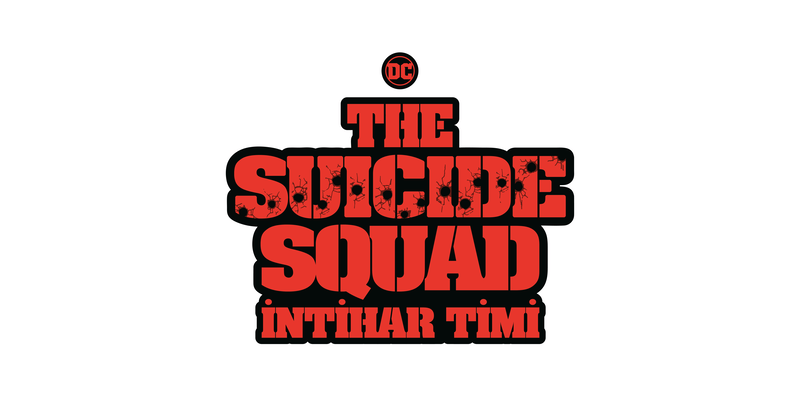 DC
THE
SUICIDE
SQUAD
İNTİHAR TİMİ